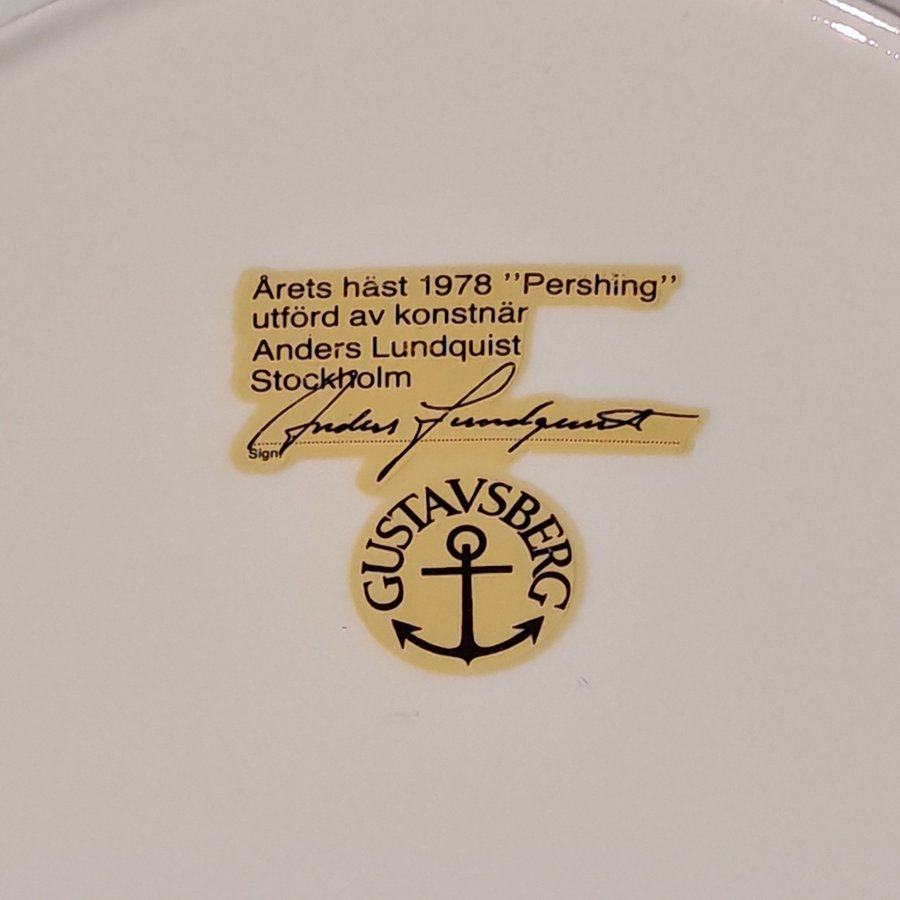 Årets häst 1978 "Pershing"
utförd av konstnär
Anders Lundquist
Stockholm
Anders Lundquist
Sign:
GUSTAVSBERG